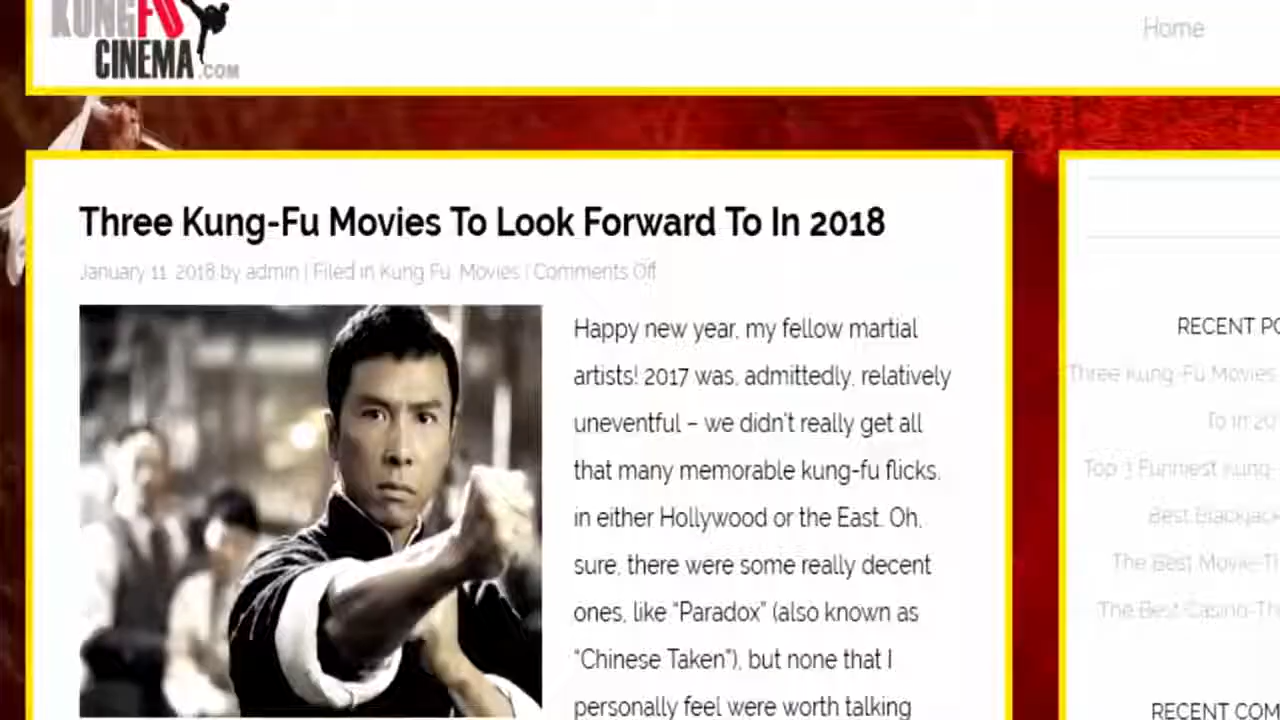 KUNGFU
CINEMA.COM
Home
Three Kung-Fu Movies To Look Forward To In 2018
January 11, 2018 by admin | Filed in Kung Fu, Movies | Comments Off
Happy new year, my fellow martial
artists! 2017 was, admittedly, relatively
uneventful – we didn't really get all
that many memorable kung-fu flicks,
in either Hollywood or the East. Oh,
sure, there were some really decent
ones, like “Paradox” (also known as
“Chinese Taken”), but none that I
personally feel were worth talking
RECENT PO
Three Kung-Fu Movies
To In 20
Top 3 Funniest Kung-
Best Blackjack
The Best Movie-Th
The Best Casino-Th
RECENT COM